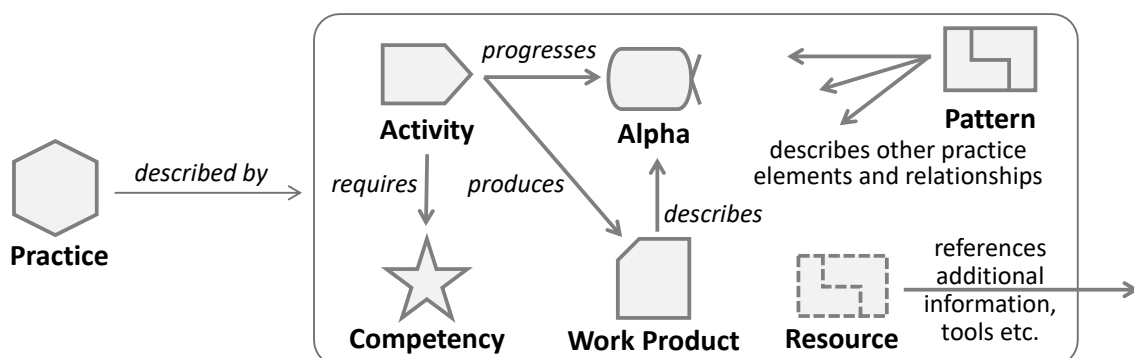 progresses
Activity
Alpha
Pattern
describes other practice
elements and relationships
described by
requires
produces
describes
Practice
references
additional
information,
tools etc.
Competency
Work Product
Resource